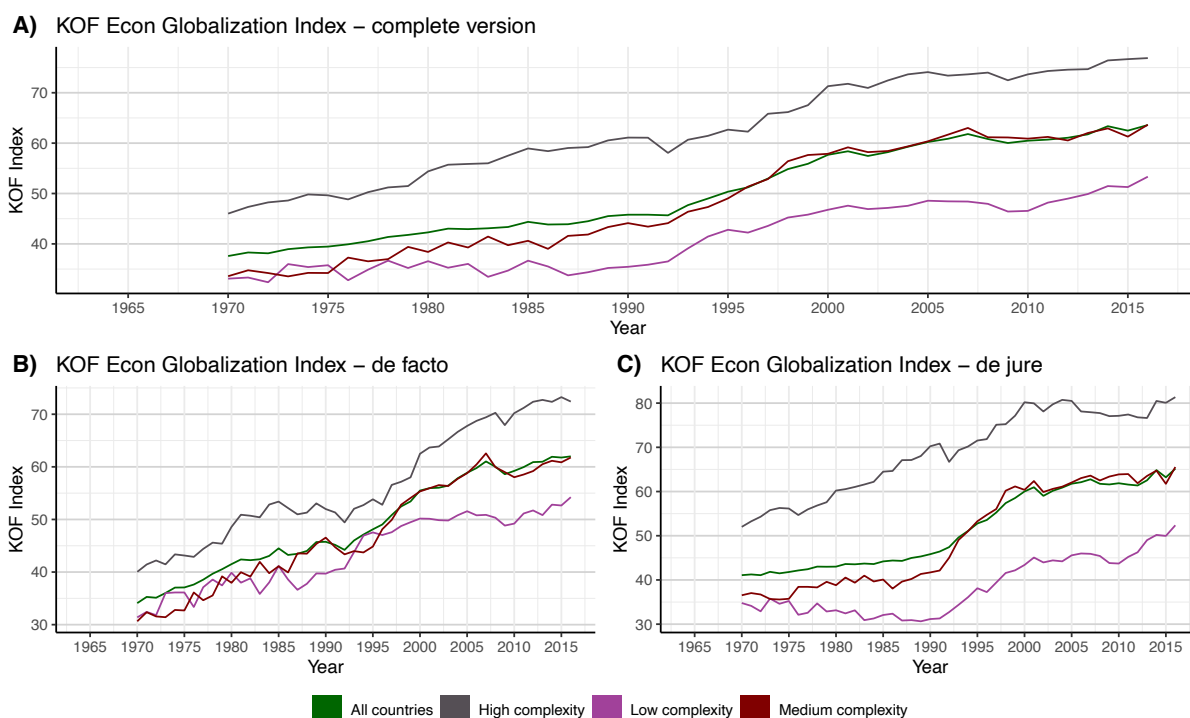 A) KOF Econ Globalization Index – complete version
KOF Index
70
60
50
40
1965 1970 1975 1980 1985 1990 1995 2000 2005 2010 2015
Year
B) KOF Econ Globalization Index – de facto
KOF Index
70
60
50
40
30
1965 1970 1975 1980 1985 1990 1995 2000 2005 2010 2015
Year
C) KOF Econ Globalization Index – de jure
KOF Index
80
70
60
50
40
30
1965 1970 1975 1980 1985 1990 1995 2000 2005 2010 2015
Year
All countries High complexity Low complexity Medium complexity